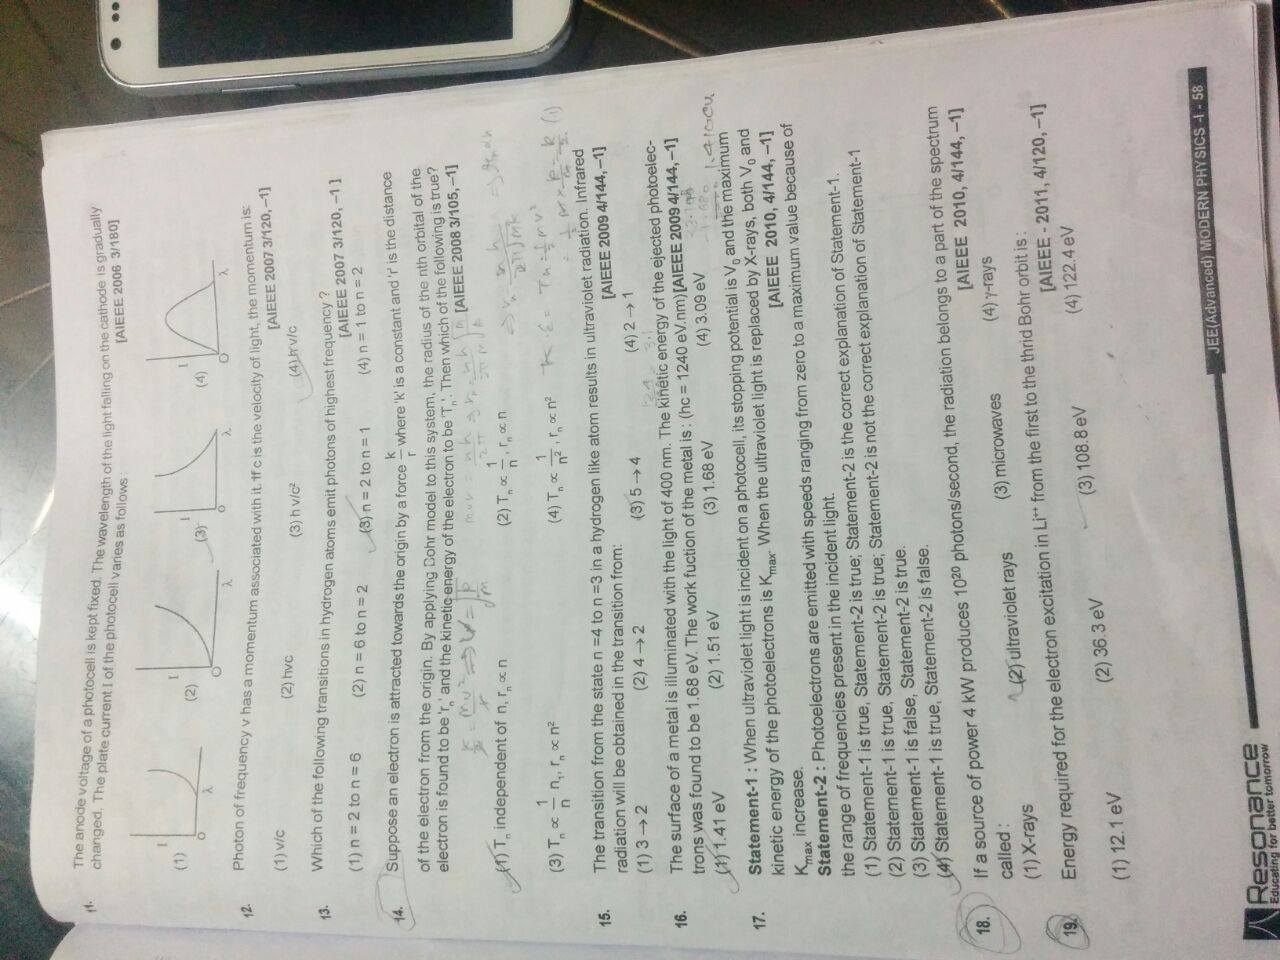 11. The anode voltage of a photocell is kept fixed. The wavelength of the light falling on the cathode is gradually
changed. The plate current I of the photocell varies as follows : [AIEEE 2006 3/180]
(1) I O λ (2) I O λ (3) I O λ (4) I O λ
12. Photon of frequency ν has a momentum associated with it. If c is the velocity of light, the momentum is:
[AIEEE 2007 3/120, –1]
(1) ν/c (2) hνc (3) h ν/c² (4) hν/c
13. Which of the following transitions in hydrogen atoms emit photons of highest frequency ?
[AIEEE 2007 3/120, –1 ]
(1) n = 2 to n = 6 (2) n = 6 to n = 2 (3) n = 2 to n = 1 (4) n = 1 to n = 2
14. Suppose an electron is attracted towards the origin by a force k/r where 'k' is a constant and 'r' is the distance
of the electron from the origin. By applying Bohr model to this system, the radius of the nth orbital of the
electron is found to be 'rₙ' and the kinetic energy of the electron to be 'Tₙ'. Then which of the following is true?
[AIEEE 2008 3/105,–1]
(1) Tₙ independent of n, rₙ ∝ n (2) Tₙ ∝ 1/n, rₙ ∝ n
(3) Tₙ ∝ 1/n n, rₙ ∝ n² (4) Tₙ ∝ 1/n², rₙ ∝ n²
15. The transition from the state n =4 to n =3 in a hydrogen like atom results in ultraviolet radiation. Infrared
radiation will be obtained in the transition from: [AIEEE 2009 4/144, –1]
(1) 3 → 2 (2) 4 → 2 (3) 5 → 4 (4) 2 → 1
16. The surface of a metal is illuminated with the light of 400 nm. The kinetic energy of the ejected photoelec-
trons was found to be 1.68 eV. The work fuction of the metal is : (hc = 1240 eV.nm) [AIEEE 2009 4/144, –1]
(1) 1.41 eV (2) 1.51 eV (3) 1.68 eV (4) 3.09 eV
17. Statement-1 : When ultraviolet light is incident on a photocell, its stopping potential is V₀ and the maximum
kinetic energy of the photoelectrons is Kₘₐₓ. When the ultraviolet light is replaced by X-rays, both V₀ and
Kₘₐₓ increase. [AIEEE 2010, 4/144, –1]
Statement-2 : Photoelectrons are emitted with speeds ranging from zero to a maximum value because of
the range of frequencies present in the incident light.
(1) Statement-1 is true, Statement-2 is true; Statement-2 is the correct explanation of Statement-1.
(2) Statement-1 is true, Statement-2 is true; Statement-2 is not the correct explanation of Statement-1
(3) Statement-1 is false, Statement-2 is true.
(4) Statement-1 is true, Statement-2 is false.
18. If a source of power 4 kW produces 10²⁰ photons/second, the radiation belongs to a part of the spectrum
called : [AIEEE 2010, 4/144, –1]
(1) X-rays (2) ultraviolet rays (3) microwaves (4) γ-rays
19. Energy required for the electron excitation in Li⁺⁺ from the first to the thrid Bohr orbit is :
[AIEEE - 2011, 4/120, –1]
(1) 12.1 eV (2) 36.3 eV (3) 108.8 eV (4) 122.4 eV
Resonance
Educating for better tomorrow
JEE(Advanced) MODERN PHYSICS -I - 58